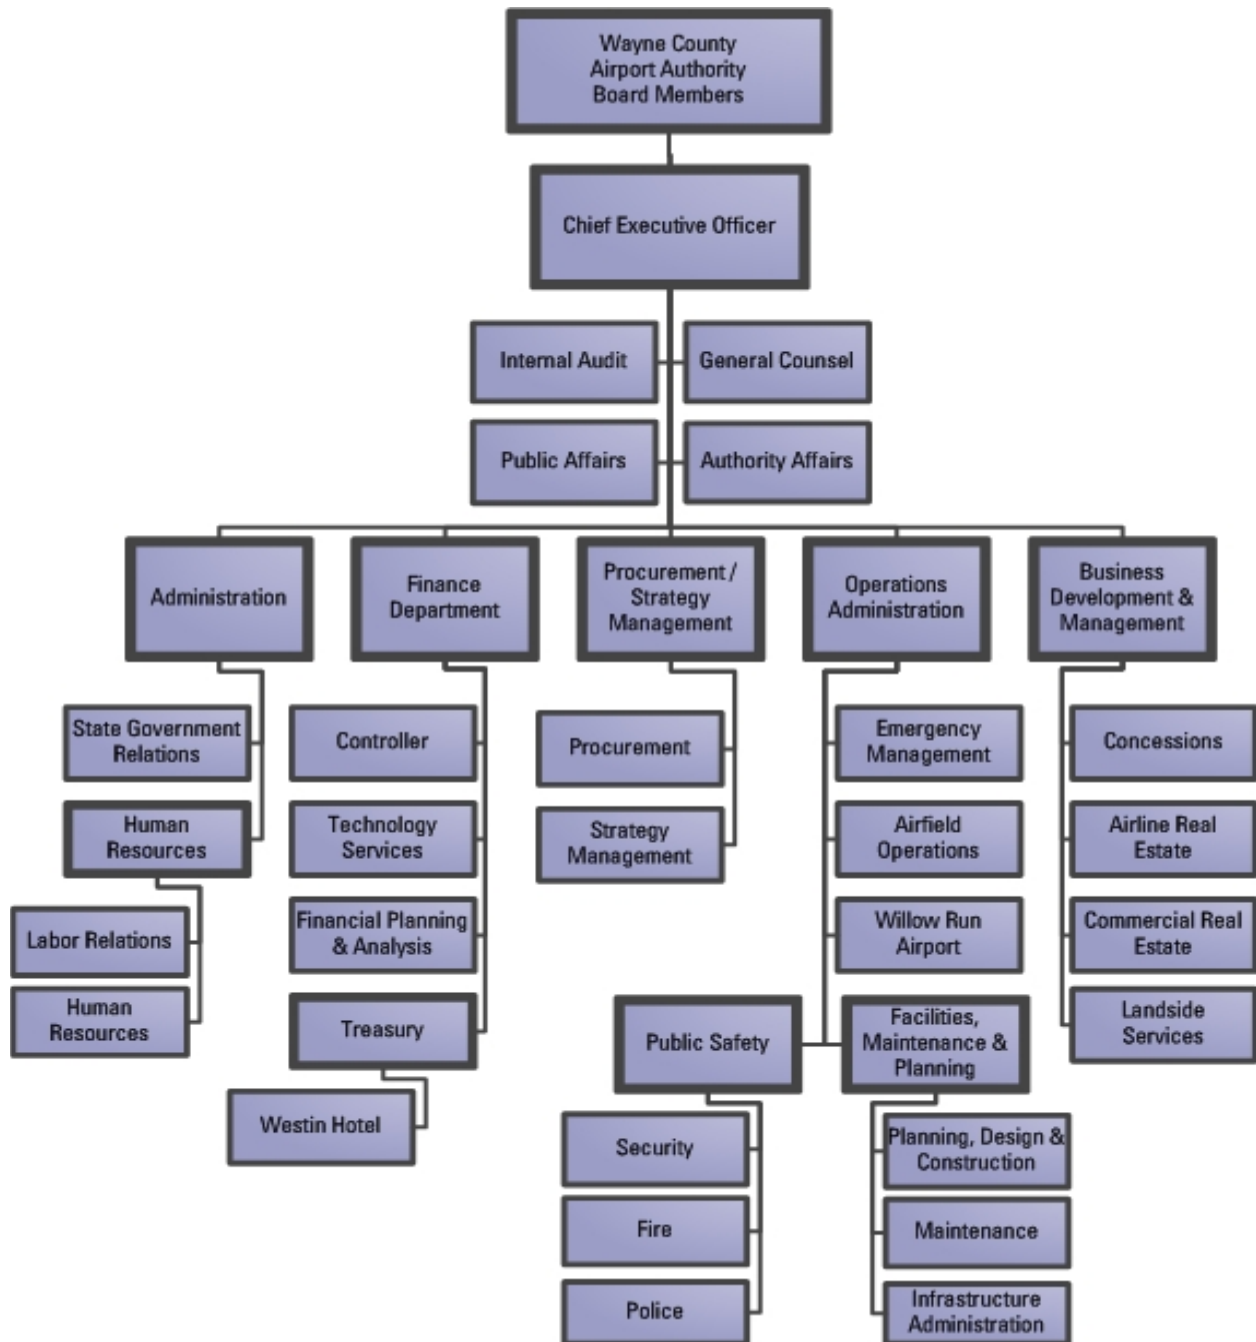 Wayne County
Airport Authority
Board Members
Chief Executive Officer
Internal Audit
General Counsel
Public Affairs
Authority Affairs
Administration
Finance
Department
Procurement /
Strategy
Management
Operations
Administration
Business
Development &
Management
State Government
Relations
Human
Resources
Labor Relations
Human
Resources
Controller
Technology
Services
Financial Planning
& Analysis
Treasury
Westin Hotel
Procurement
Strategy
Management
Emergency
Management
Airfield
Operations
Willow Run
Airport
Public Safety
Security
Fire
Police
Facilities,
Maintenance &
Planning
Planning, Design &
Construction
Maintenance
Infrastructure
Administration
Concessions
Airline Real
Estate
Commercial Real
Estate
Landside
Services